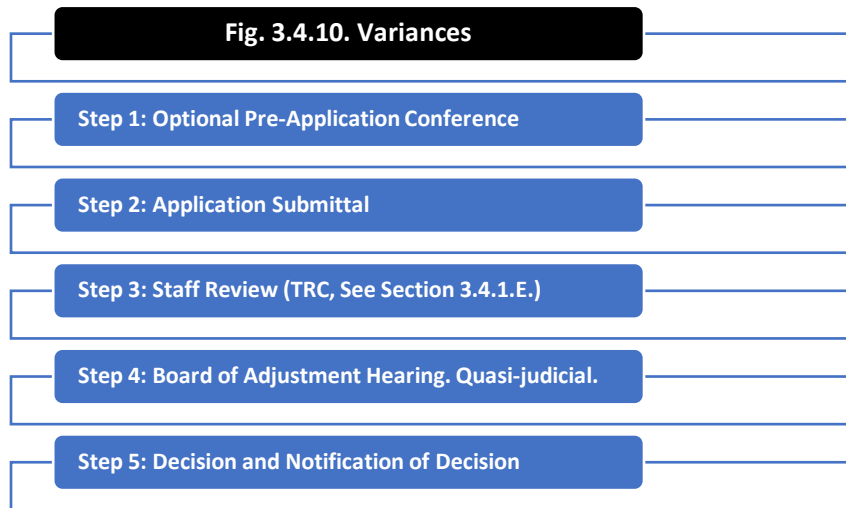 Fig. 3.4.10. Variances
Step 1: Optional Pre-Application Conference
Step 2: Application Submittal
Step 3: Staff Review (TRC, See Section 3.4.1.E.)
Step 4: Board of Adjustment Hearing. Quasi-judicial.
Step 5: Decision and Notification of Decision